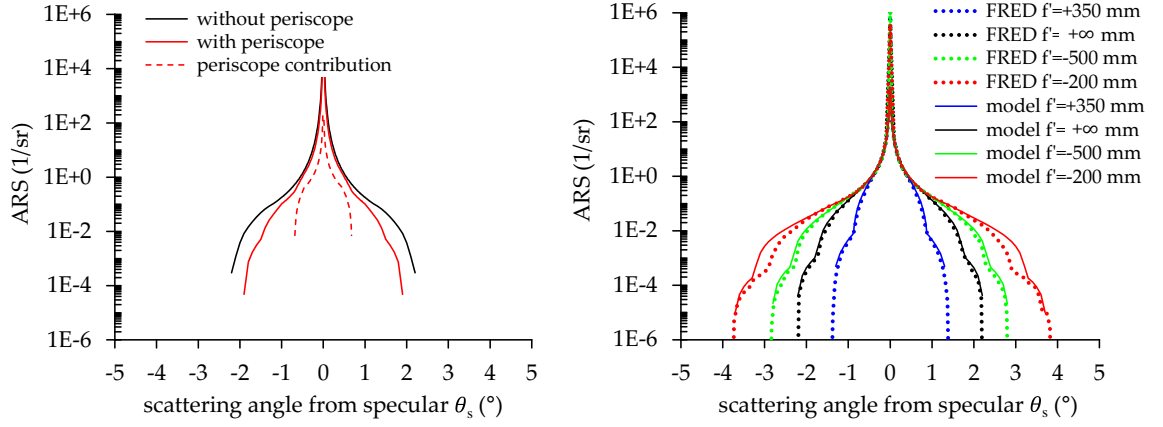 without periscope
with periscope
periscope contribution
1E+6
1E+4
1E+2
1E+0
1E-2
1E-4
1E-6
ARS (1/sr)
-5 -4 -3 -2 -1 0 1 2 3 4 5
scattering angle from specular θs (°)
FRED f'=+350 mm
FRED f'= +∞ mm
FRED f'=-500 mm
FRED f'=-200 mm
model f'=+350 mm
model f'= +∞ mm
model f'=-500 mm
model f'=-200 mm
1E+6
1E+4
1E+2
1E+0
1E-2
1E-4
1E-6
ARS (1/sr)
-5 -4 -3 -2 -1 0 1 2 3 4 5
scattering angle from specular θs (°)